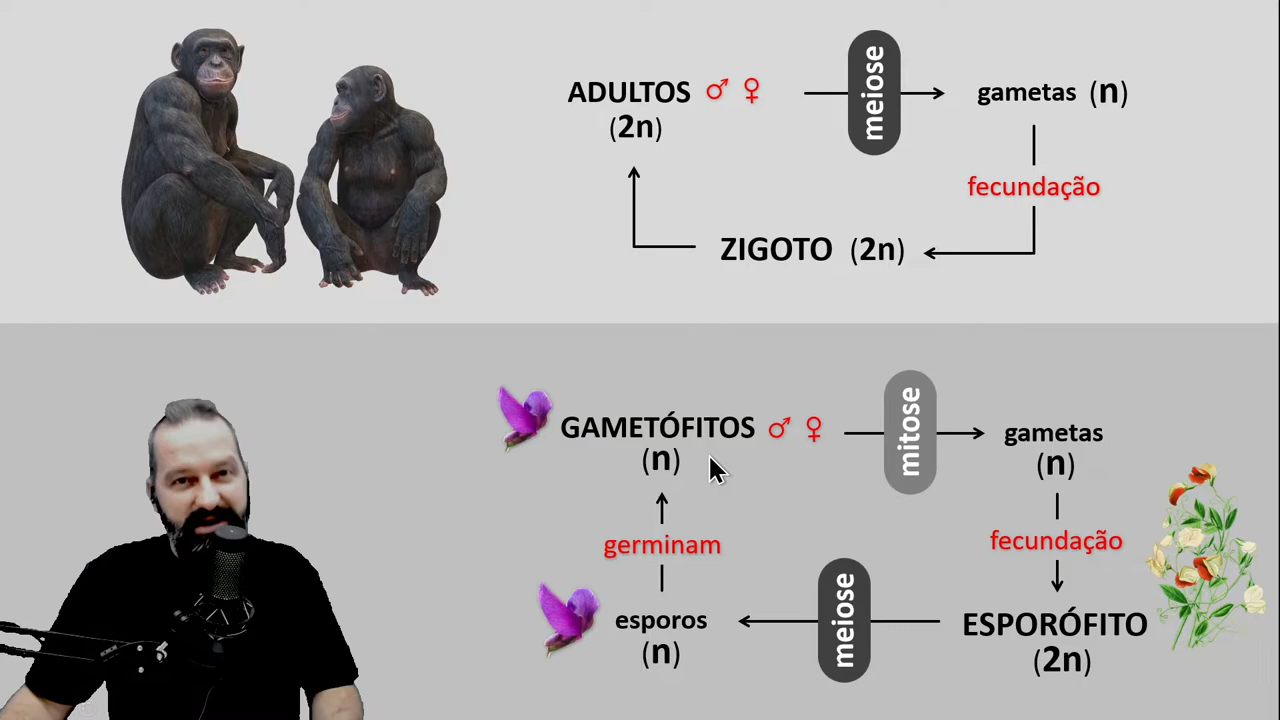 ADULTOS ♂ ♀
(2n)
meiose
gametas (n)
fecundação
ZIGOTO (2n)
GAMETÓFITOS ♂ ♀
(n)
mitose
gametas
(n)
germinam
fecundação
esporos
(n)
meiose
ESPORÓFITO
(2n)